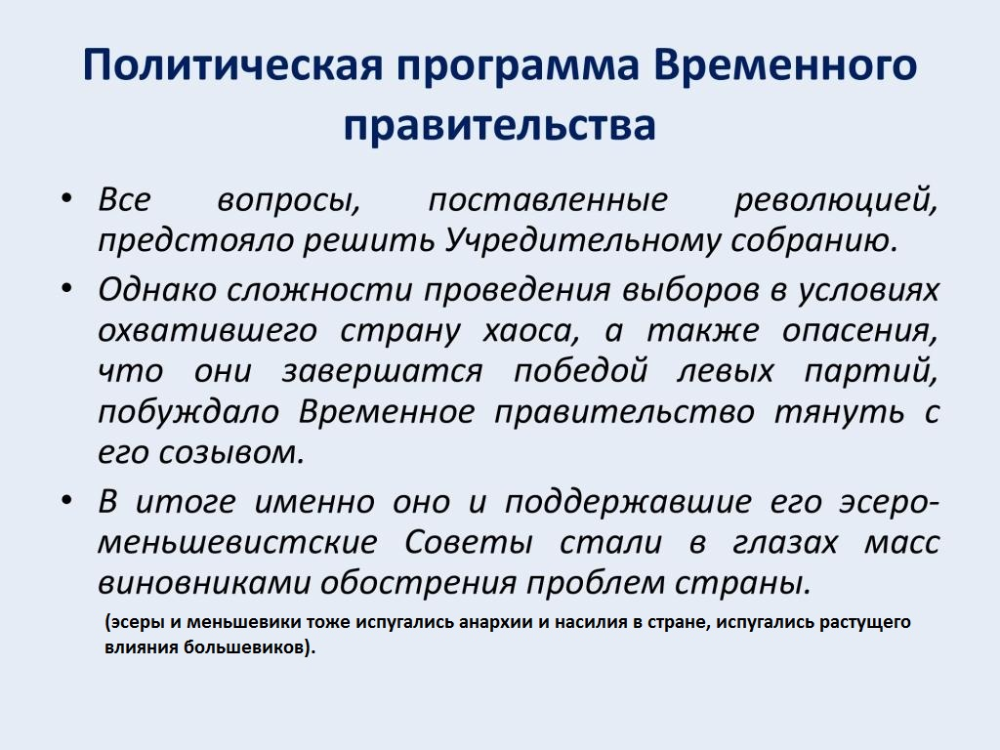 Политическая программа Временного
правительства
• Все вопросы, поставленные революцией,
предстояло решить Учредительному собранию.
• Однако сложности проведения выборов в условиях
охватившего страну хаоса, а также опасения,
что они завершатся победой левых партий,
побуждало Временное правительство тянуть с
его созывом.
• В итоге именно оно и поддержавшие его эсеро-
меньшевистские Советы стали в глазах масс
виновниками обострения проблем страны.
(эсеры и меньшевики тоже испугались анархии и насилия в стране, испугались растущего
влияния большевиков).